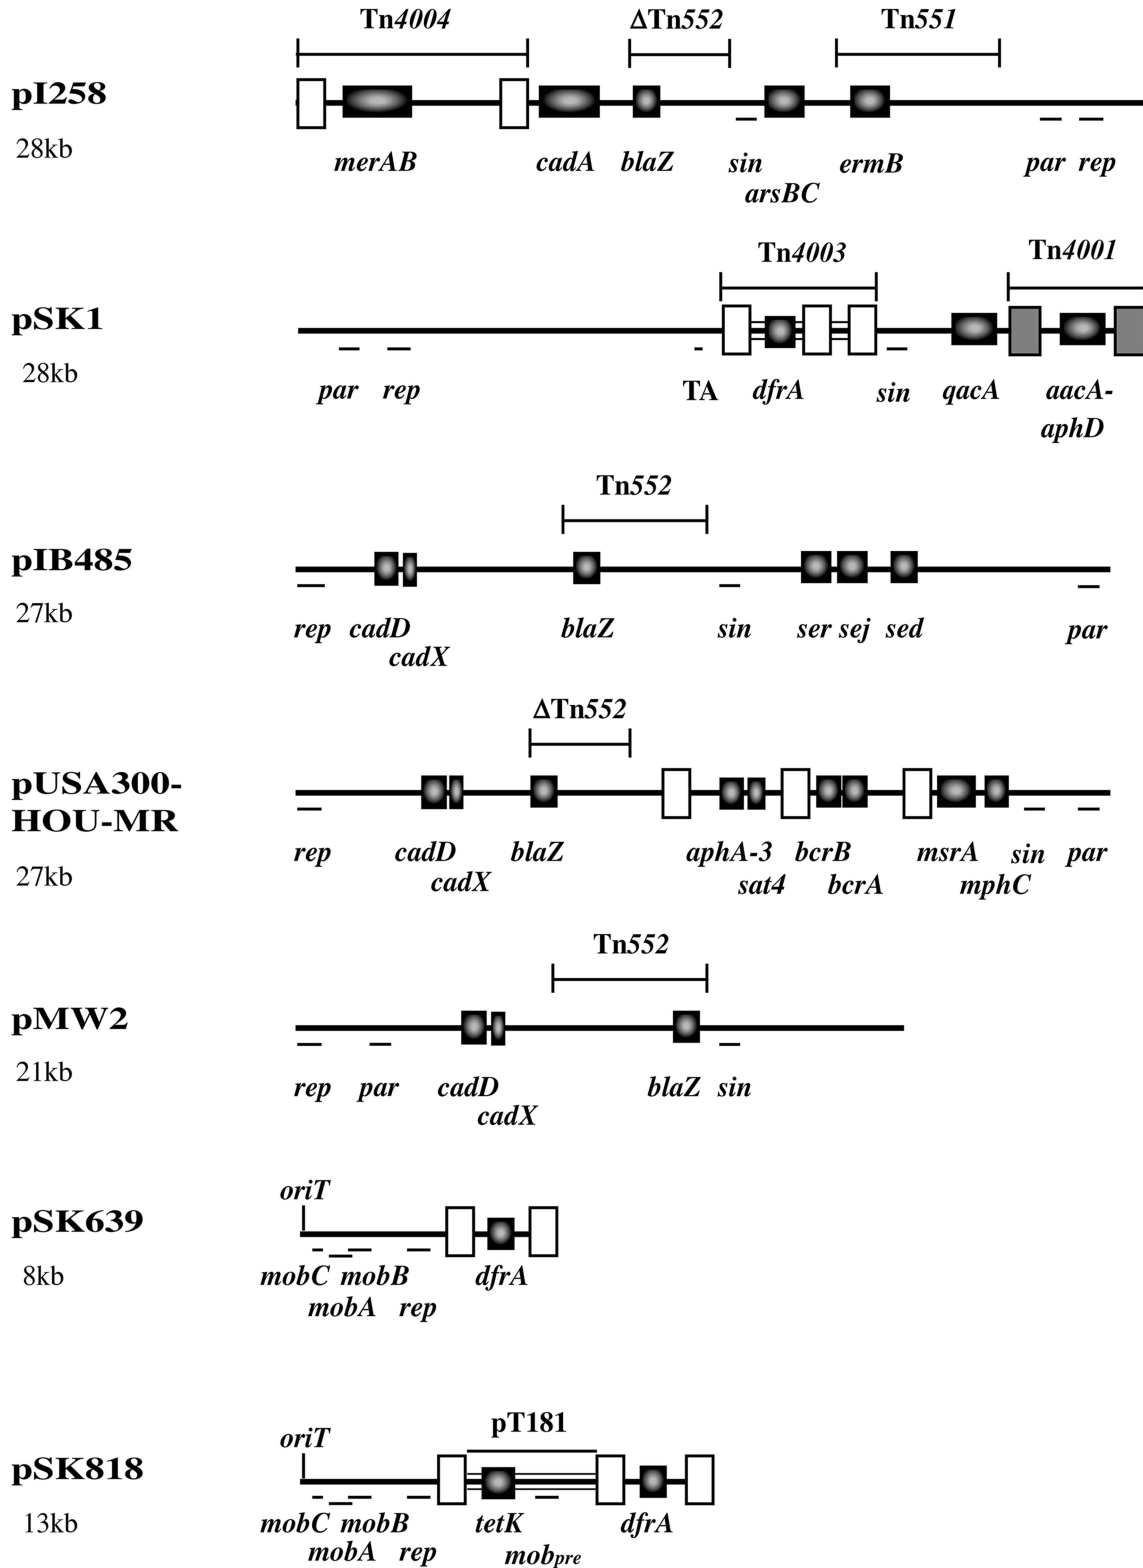 Tn4004 ΔTn552 Tn551
pI258
28kb
merAB cadA blaZ sin ermB par rep
arsBC
Tn4003 Tn4001
pSK1
28kb
par rep TA dfrA sin qacA aacA-
aphD
Tn552
pIB485
27kb
rep cadD blaZ sin ser sej sed par
cadX
ΔTn552
pUSA300-
HOU-MR
27kb
rep cadD blaZ aphA-3 bcrB msrA sin par
cadX sat4 bcrA mphC
Tn552
pMW2
21kb
rep par cadD blaZ sin
cadX
oriT
pSK639
8kb
mobC mobB dfrA
mobA rep
pT181
oriT
pSK818
13kb
mobC mobB tetK dfrA
mobA rep mobpre